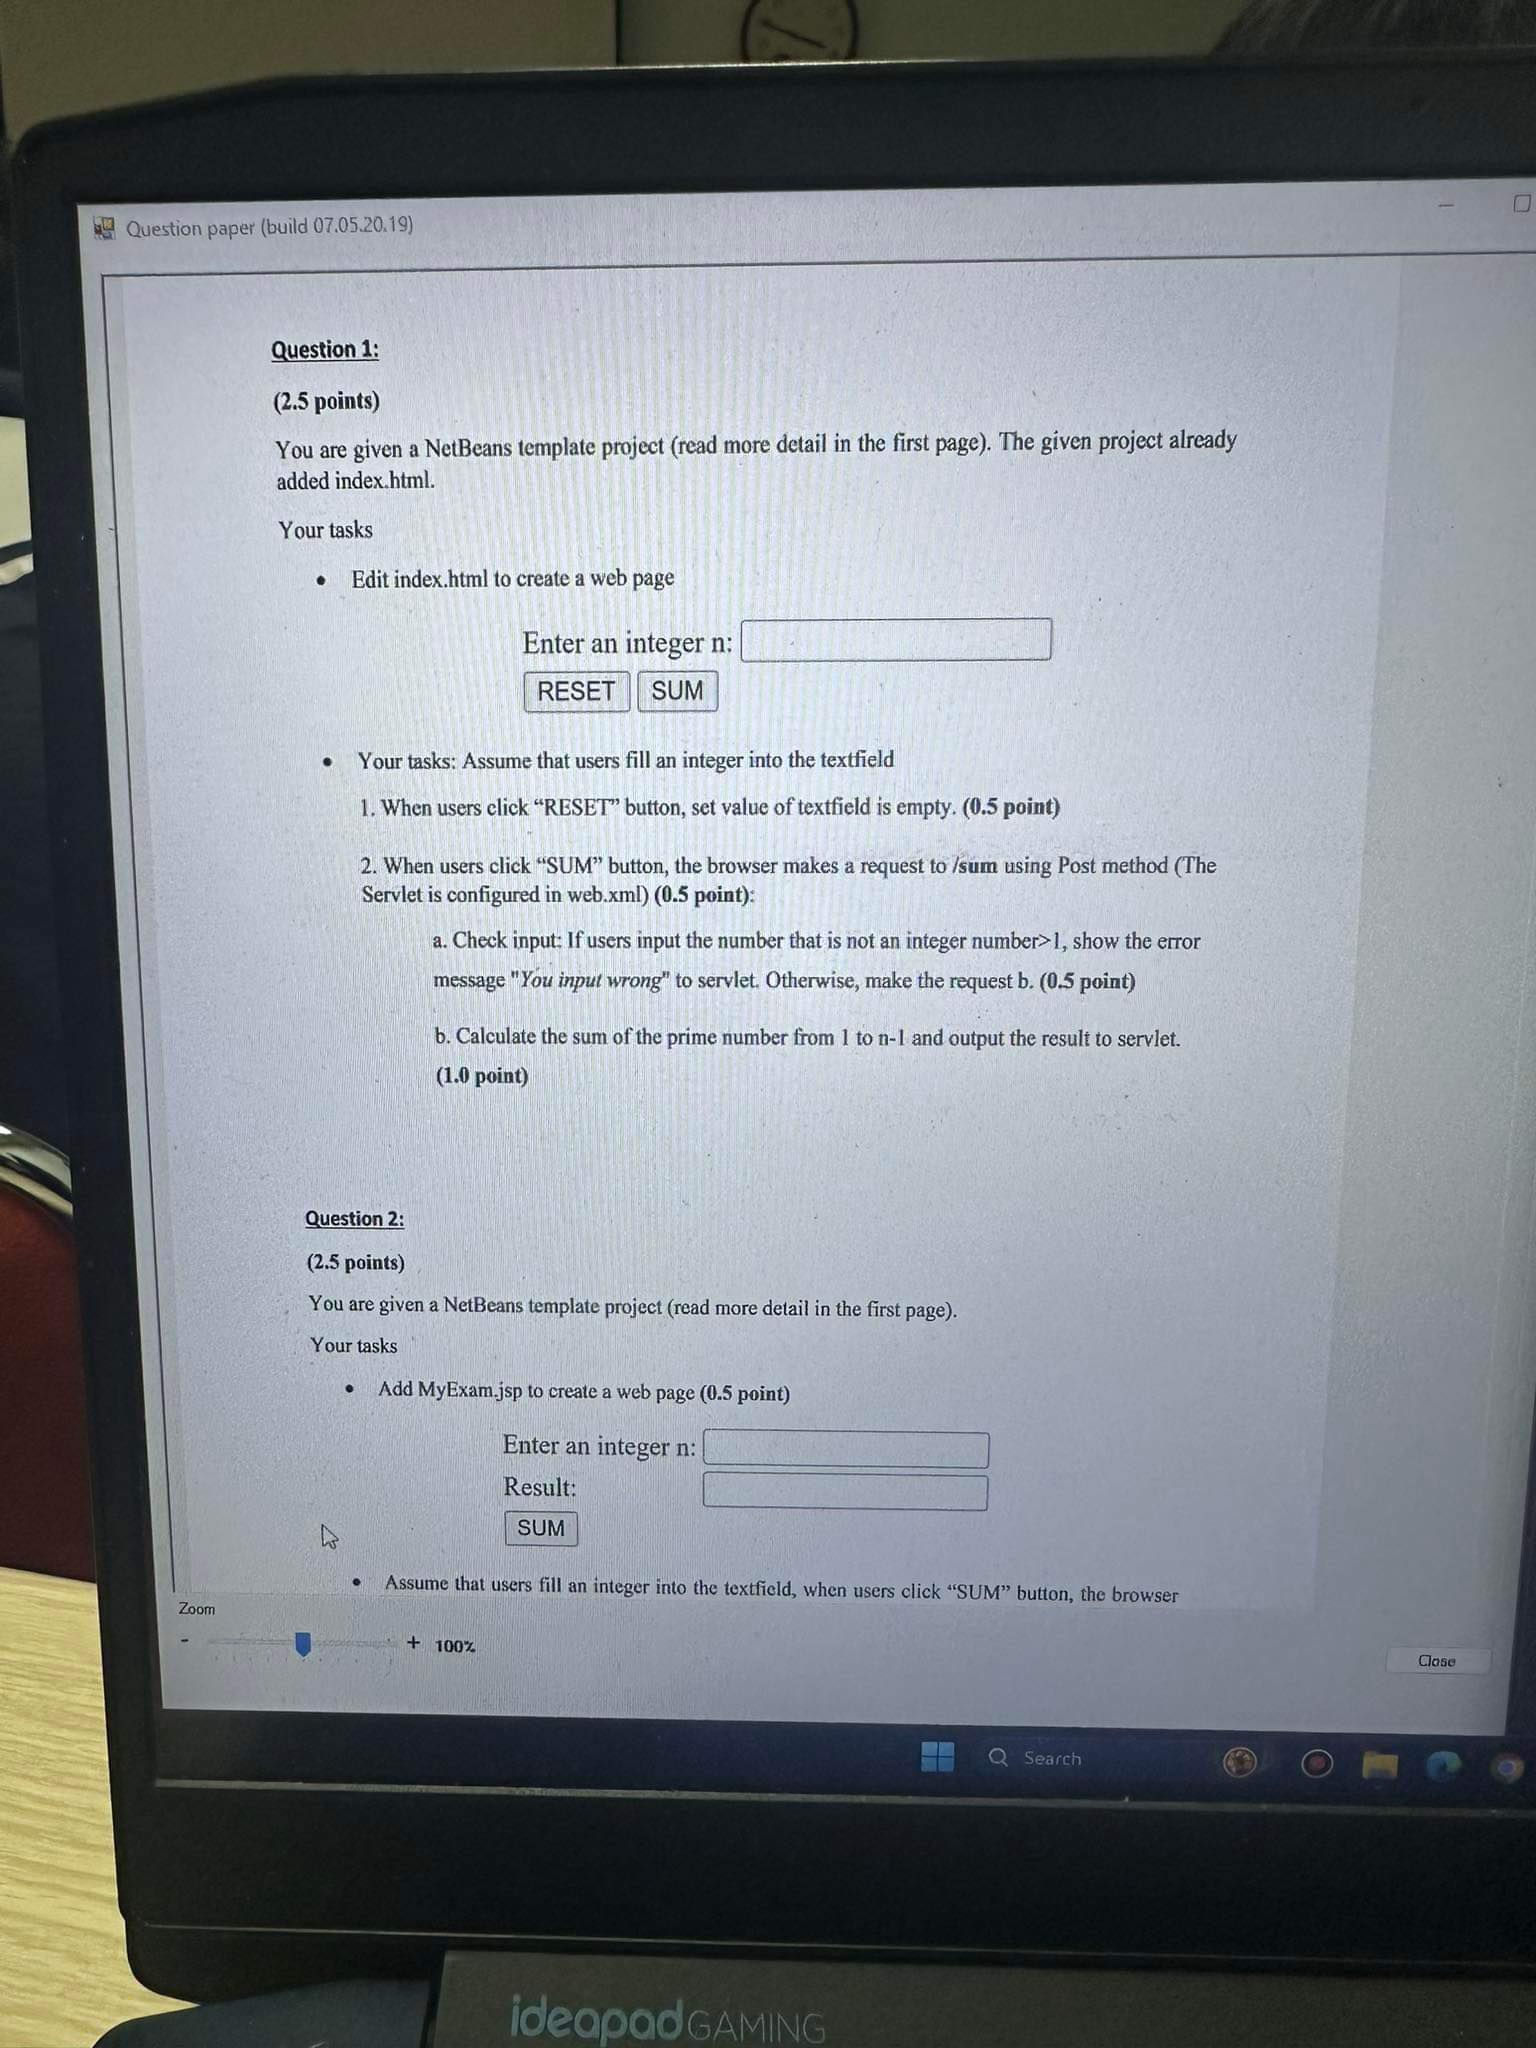 Question paper (build 07.05.20.19)
Question 1:
(2.5 points)
You are given a NetBeans template project (read more detail in the first page). The given project already
added index.html.
Your tasks
• Edit index.html to create a web page
Enter an integer n:
RESET SUM
• Your tasks: Assume that users fill an integer into the textfield
1. When users click “RESET” button, set value of textfield is empty. (0.5 point)
2. When users click “SUM” button, the browser makes a request to /sum using Post method (The
Servlet is configured in web.xml) (0.5 point):
a. Check input: If users input the number that is not an integer number>1, show the error
message "You input wrong" to servlet. Otherwise, make the request b. (0.5 point)
b. Calculate the sum of the prime number from 1 to n-1 and output the result to servlet.
(1.0 point)
Question 2:
(2.5 points)
You are given a NetBeans template project (read more detail in the first page).
Your tasks
• Add MyExam.jsp to create a web page (0.5 point)
Enter an integer n:
Result:
SUM
• Assume that users fill an integer into the textfield, when users click “SUM” button, the browser
Zoom
- + 100%
Close
Search
ideapad GAMING